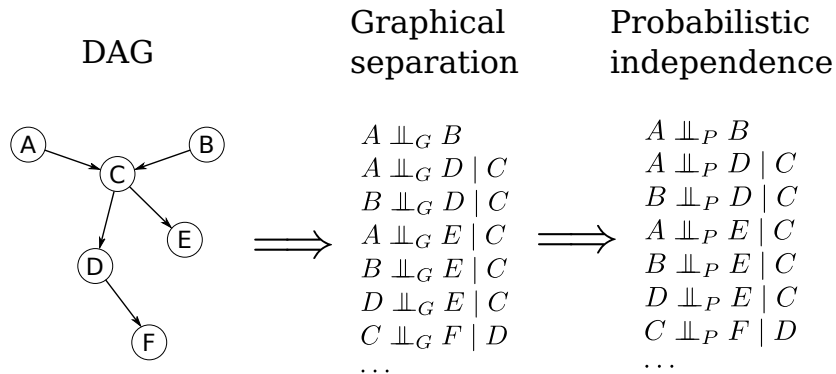 DAG
Graphical
separation
Probabilistic
independence
A
B
C
E
D
F
⟹
A ⫫_G B
A ⫫_G D | C
B ⫫_G D | C
A ⫫_G E | C
B ⫫_G E | C
D ⫫_G E | C
C ⫫_G F | D
...
⟹
A ⫫_P B
A ⫫_P D | C
B ⫫_P D | C
A ⫫_P E | C
B ⫫_P E | C
D ⫫_P E | C
C ⫫_P F | D
...